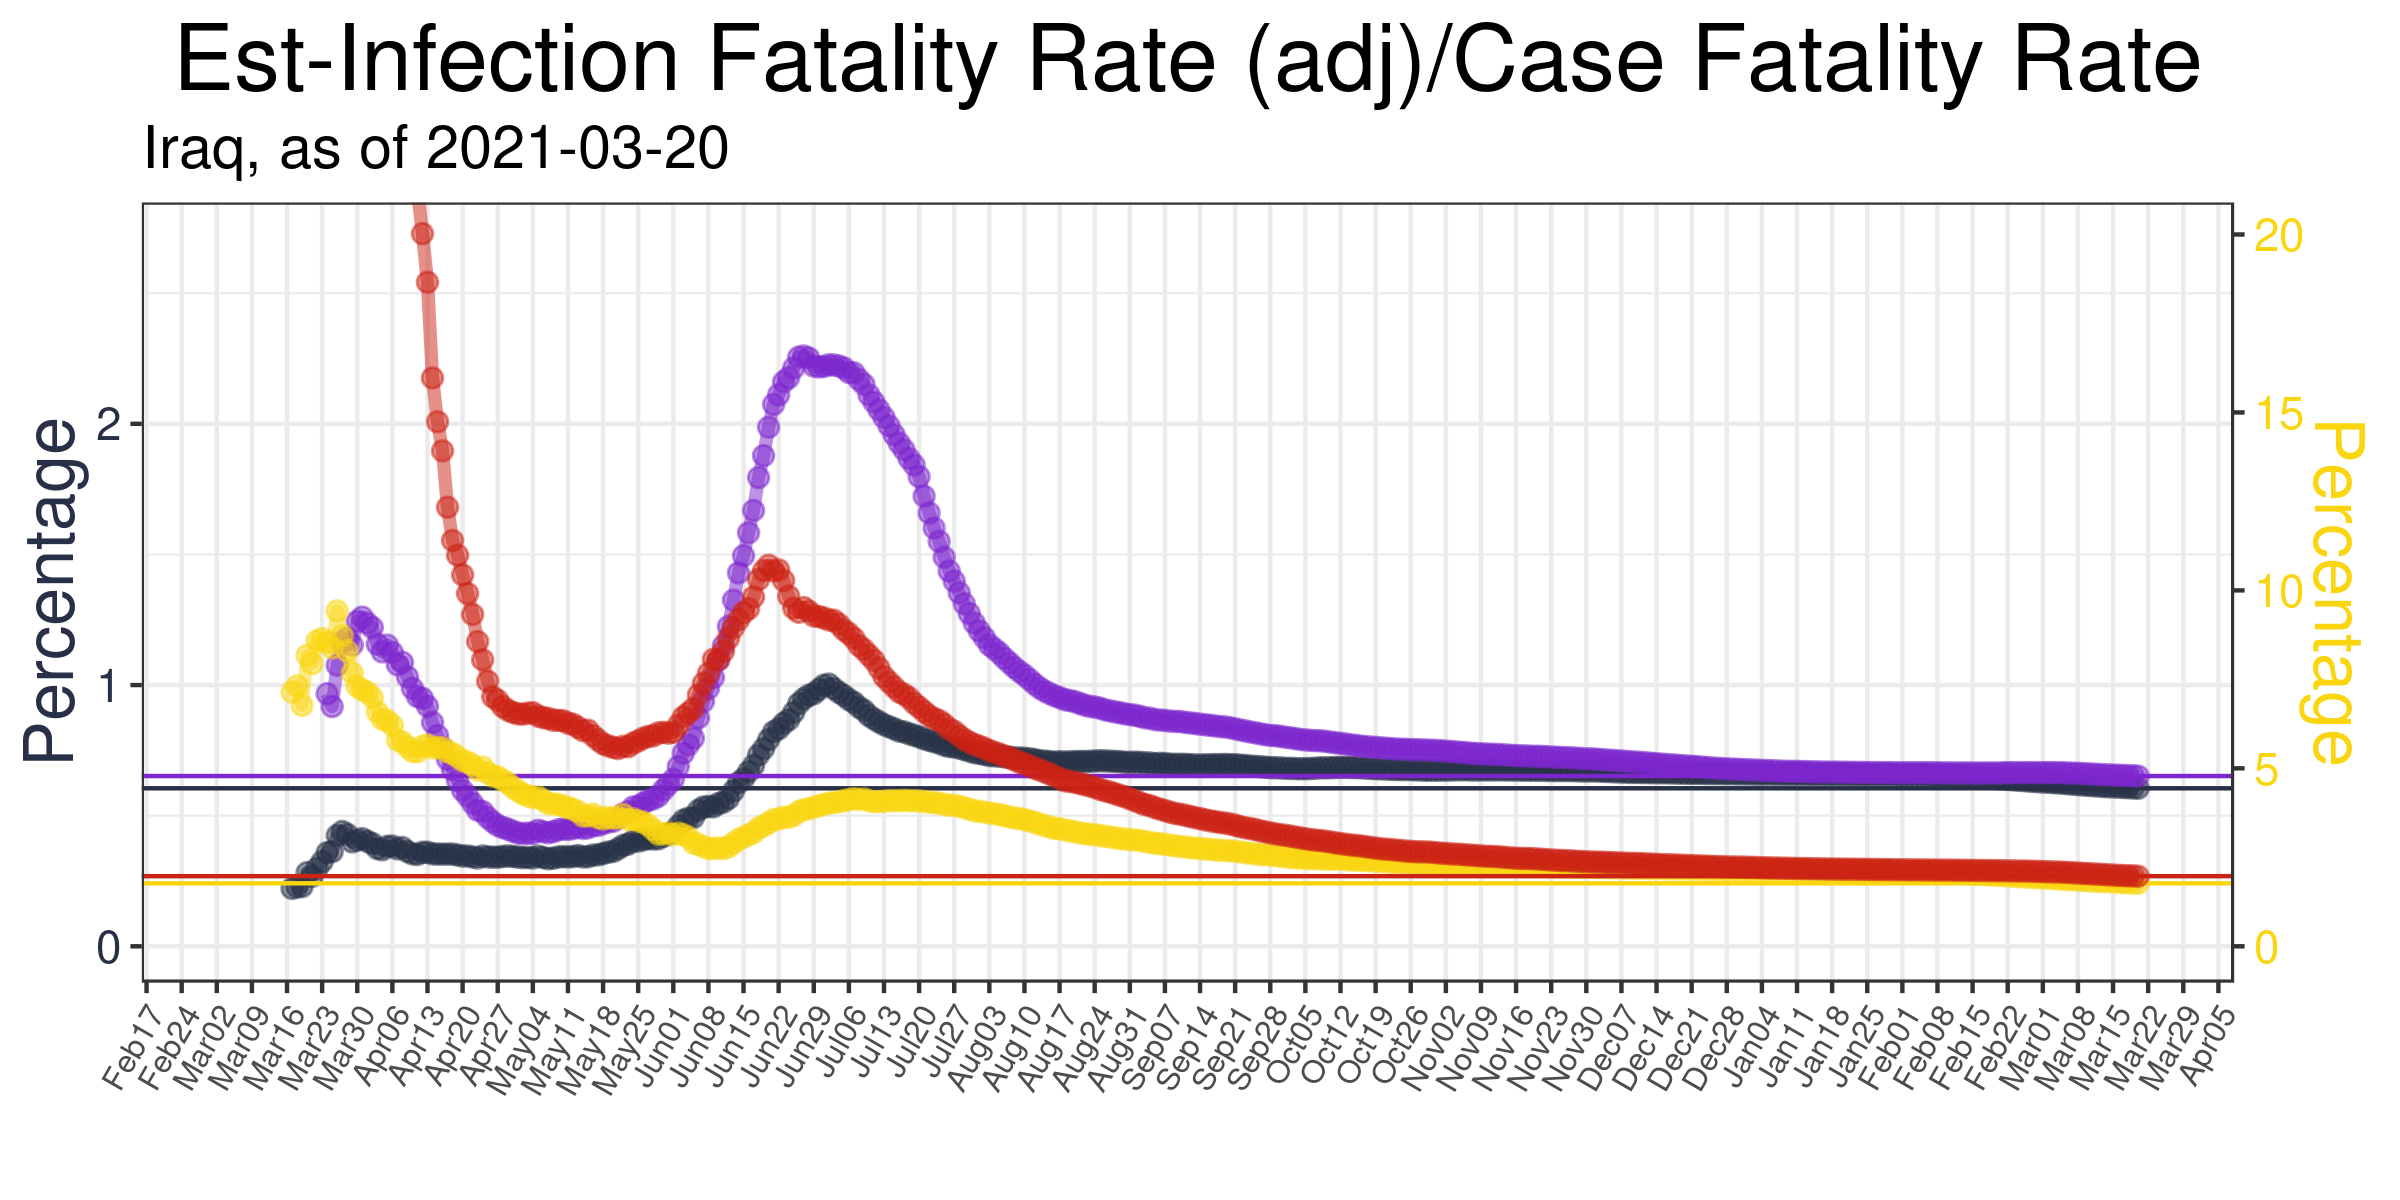 Est-Infection Fatality Rate (adj)/Case Fatality Rate
Iraq, as of 2021-03-20
Percentage
2
1
0
20
15
10
5
0
Percentage
Feb17
Feb24
Mar02
Mar09
Mar16
Mar23
Mar30
Apr06
Apr13
Apr20
Apr27
May04
May11
May18
May25
Jun01
Jun08
Jun15
Jun22
Jun29
Jul06
Jul13
Jul20
Jul27
Aug03
Aug10
Aug17
Aug24
Aug31
Sep07
Sep14
Sep21
Sep28
Oct05
Oct12
Oct19
Oct26
Nov02
Nov09
Nov16
Nov23
Nov30
Dec07
Dec14
Dec21
Dec28
Jan04
Jan11
Jan18
Jan25
Feb01
Feb08
Feb15
Feb22
Mar01
Mar08
Mar15
Mar22
Mar29
Apr05